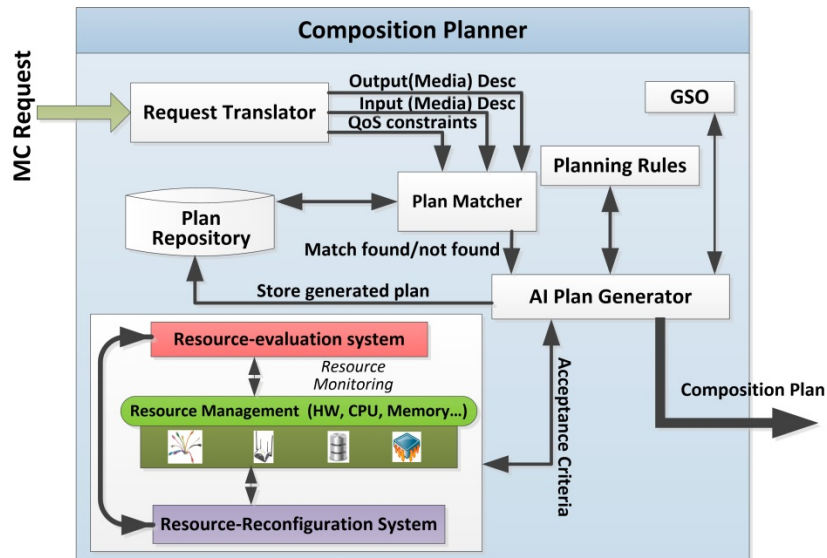 Composition Planner
MC Request
Request Translator
Output(Media) Desc
Input (Media) Desc
QoS constraints
GSO
Planning Rules
Plan Matcher
Plan
Repository
Match found/not found
Store generated plan
AI Plan Generator
Resource-evaluation system
Resource
Monitoring
Resource Management (HW, CPU, Memory...)
Resource-Reconfiguration System
Acceptance Criteria
Composition Plan